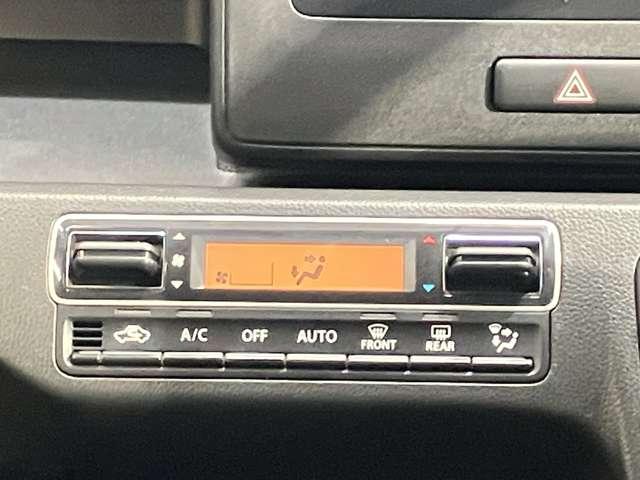 A/C OFF AUTO FRONT REAR